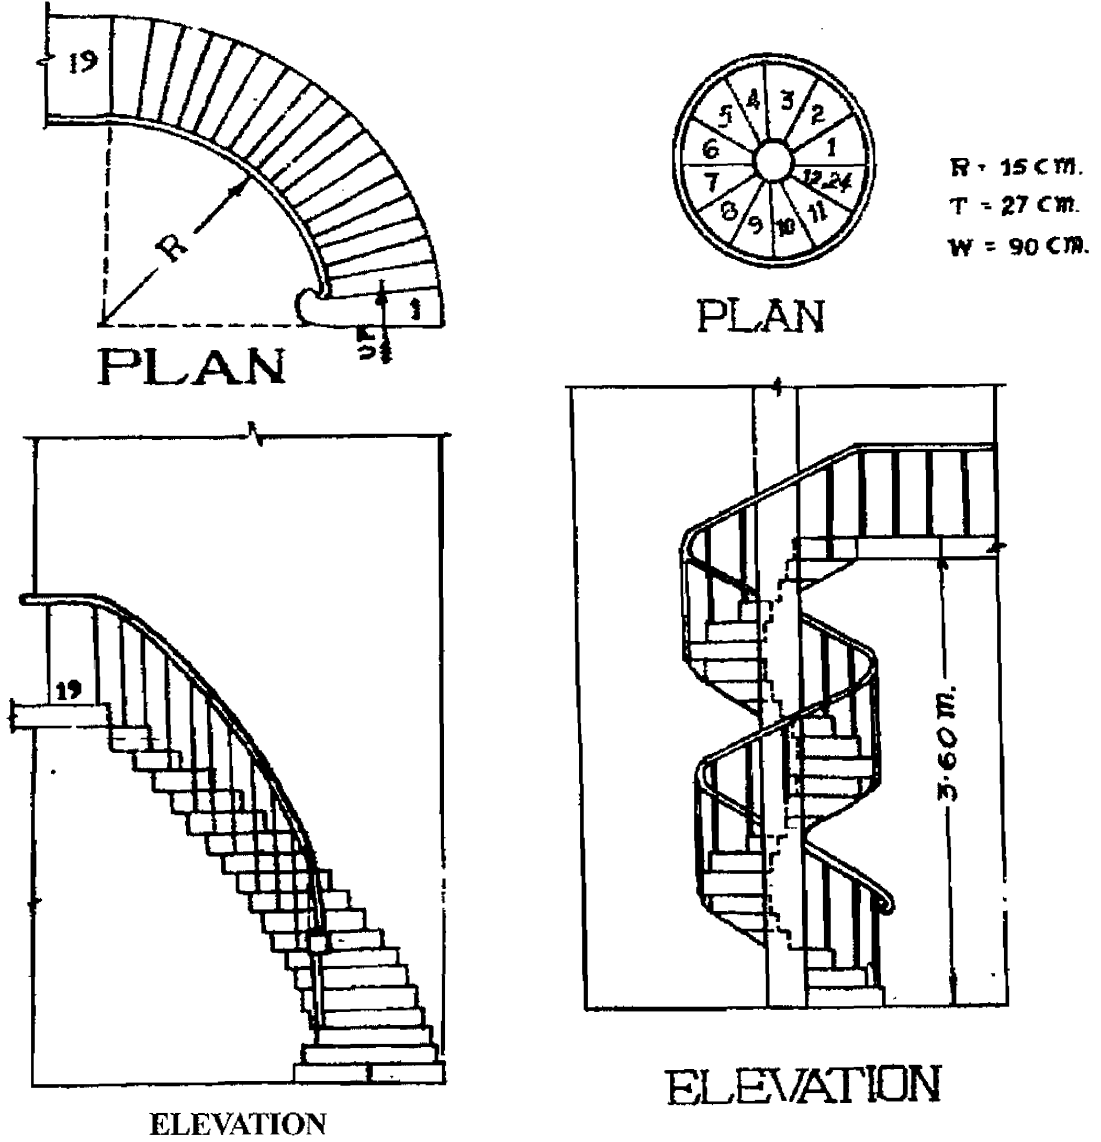 19
R
1
UP
PLAN
5
4
3
2
6
1
7
12,24
8
9
10
11
R = 15 CM.
T = 27 CM.
W = 90 CM.
PLAN
19
ELEVATION
3.60 M.
ELEVATION